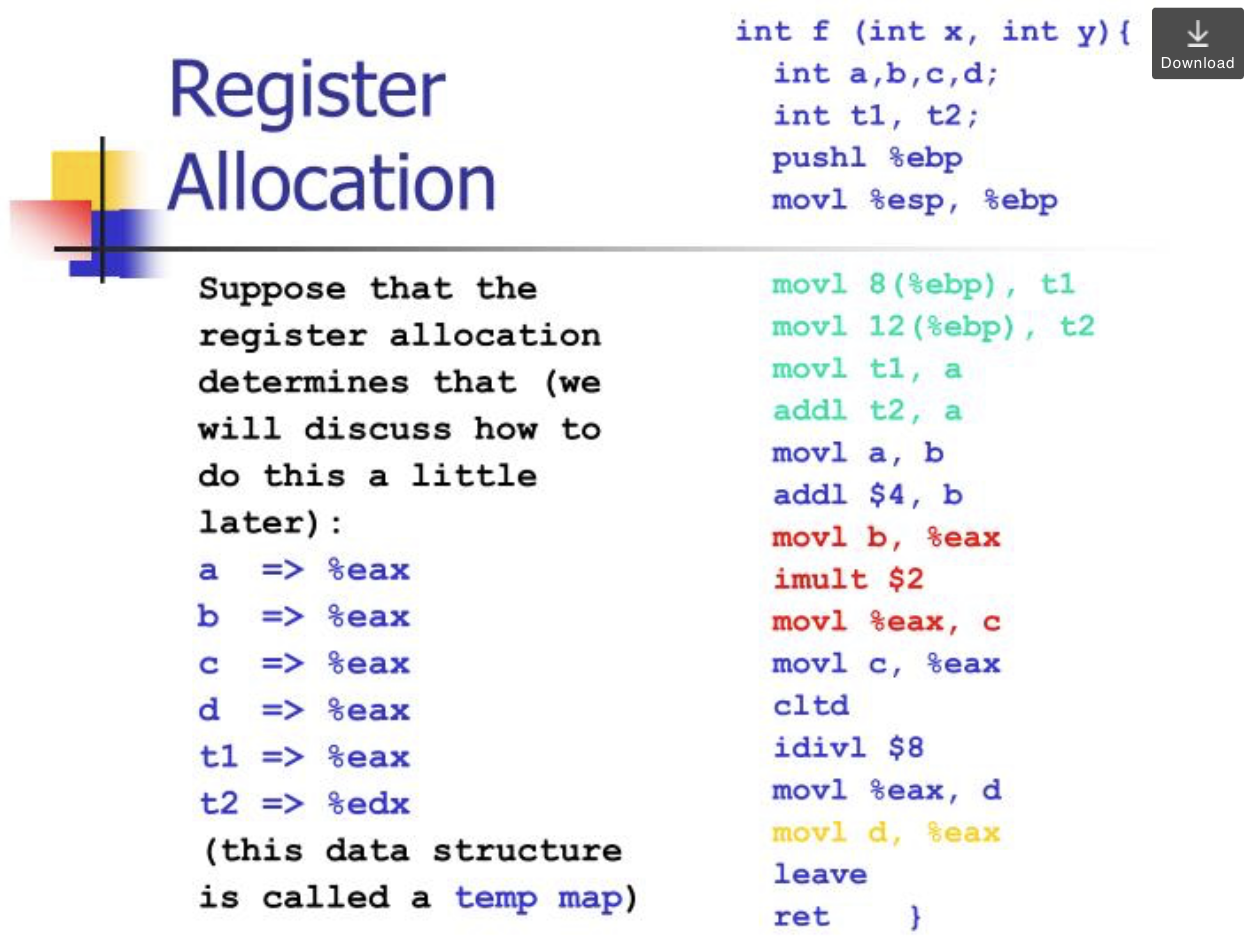 Register
Allocation
Suppose that the
register allocation
determines that (we
will discuss how to
do this a little
later):
a  => %eax
b  => %eax
c  => %eax
d  => %eax
t1 => %eax
t2 => %edx
(this data structure
is called a temp map)
int f (int x, int y){
int a,b,c,d;
int t1, t2;
pushl %ebp
movl %esp, %ebp
movl 8(%ebp), t1
movl 12(%ebp), t2
movl t1, a
addl t2, a
movl a, b
addl $4, b
movl b, %eax
imult $2
movl %eax, c
movl c, %eax
cltd
idivl $8
movl %eax, d
movl d, %eax
leave
ret    }
Download